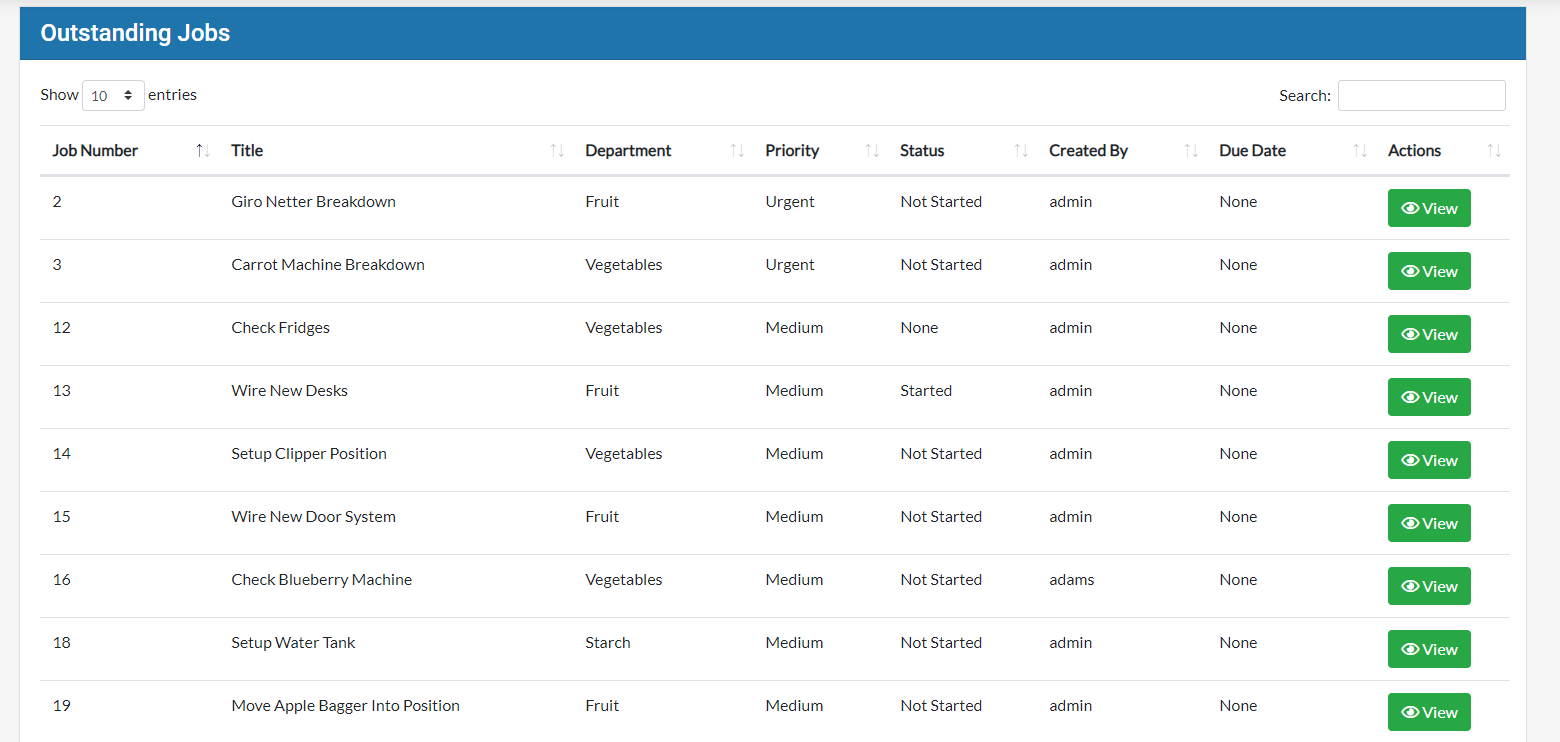 Outstanding Jobs
Show 10 entries Search:
Job Number Title Department Priority Status Created By Due Date Actions
2 Giro Netter Breakdown Fruit Urgent Not Started admin None View
3 Carrot Machine Breakdown Vegetables Urgent Not Started admin None View
12 Check Fridges Vegetables Medium None admin None View
13 Wire New Desks Fruit Medium Started admin None View
14 Setup Clipper Position Vegetables Medium Not Started admin None View
15 Wire New Door System Fruit Medium Not Started admin None View
16 Check Blueberry Machine Vegetables Medium Not Started adams None View
18 Setup Water Tank Starch Medium Not Started admin None View
19 Move Apple Bagger Into Position Fruit Medium Not Started admin None View